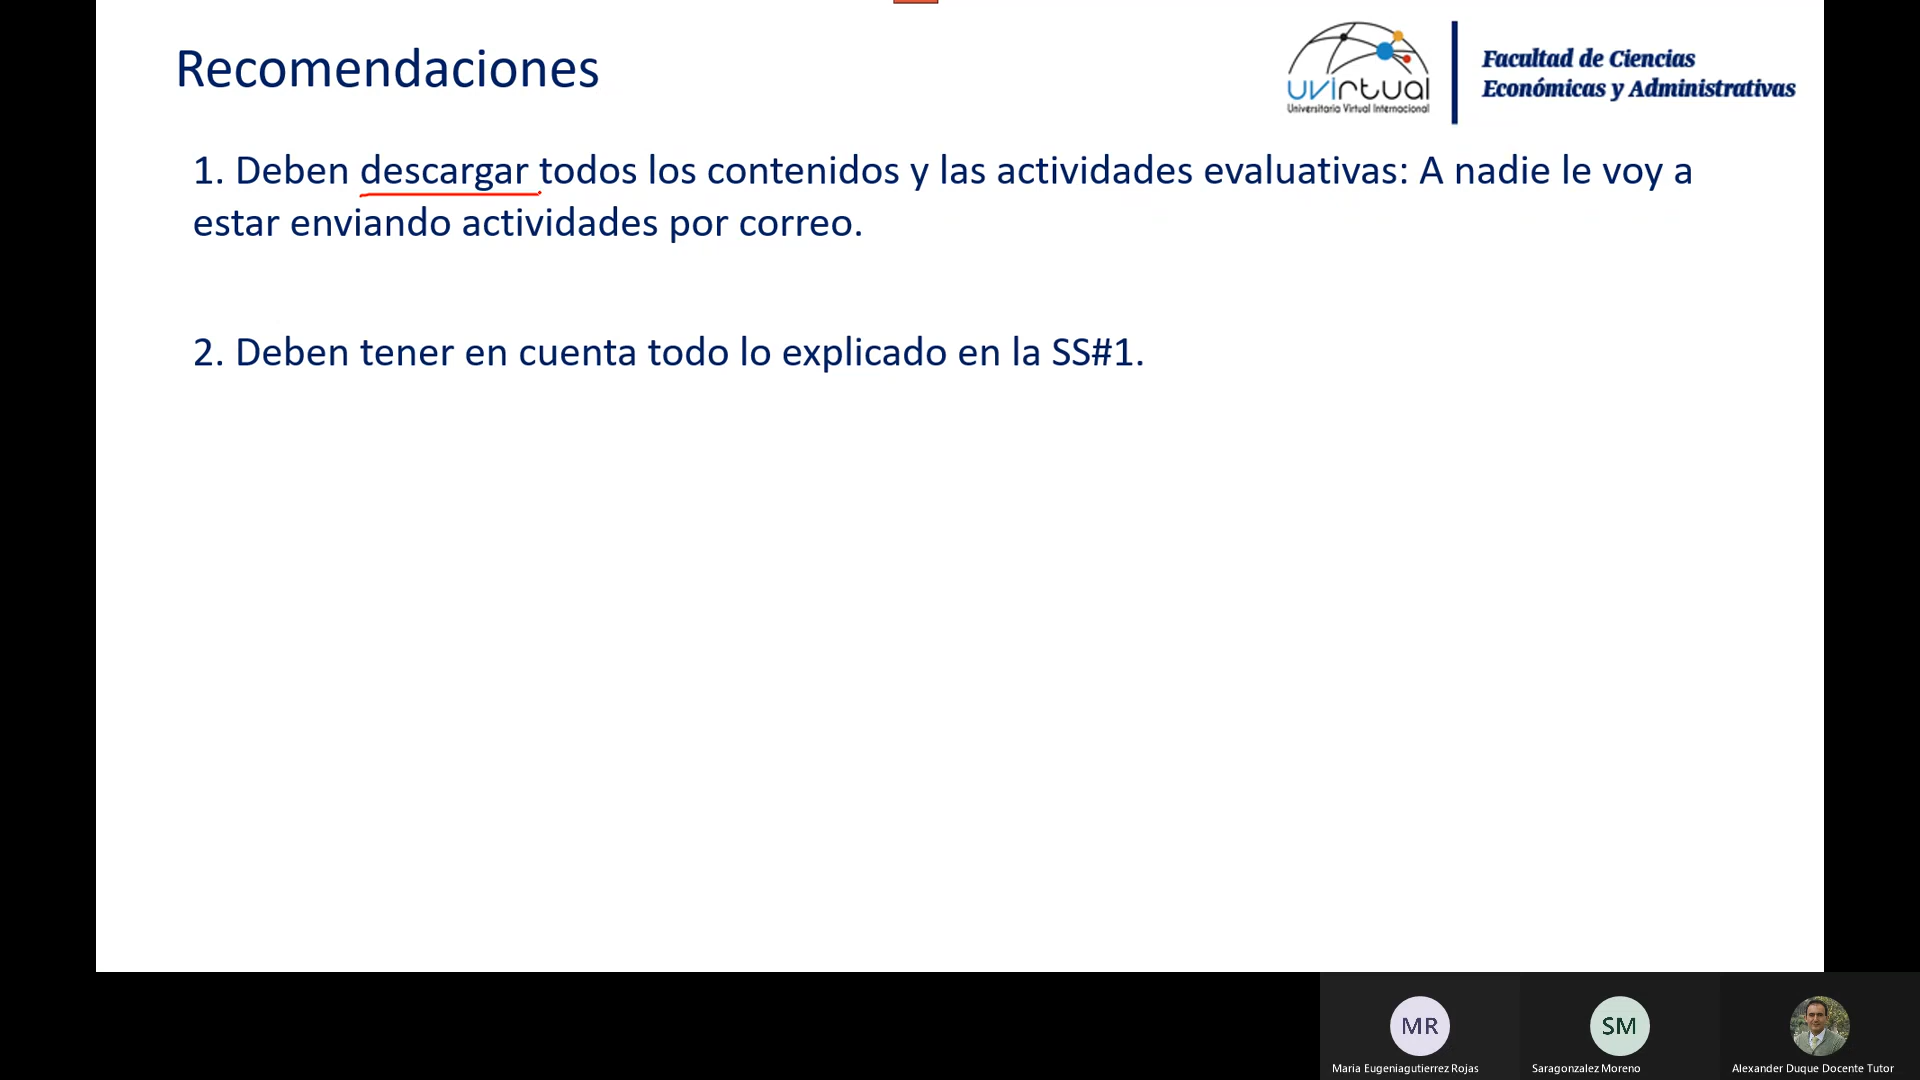 Recomendaciones
uvirtual
Universitaria Virtual Internacional
Facultad de Ciencias
Económicas y Administrativas
1. Deben descargar todos los contenidos y las actividades evaluativas: A nadie le voy a
estar enviando actividades por correo.
2. Deben tener en cuenta todo lo explicado en la SS#1.
MR
SM
Maria Eugeniagutierrez Rojas
Saragonzalez Moreno
Alexander Duque Docente Tutor